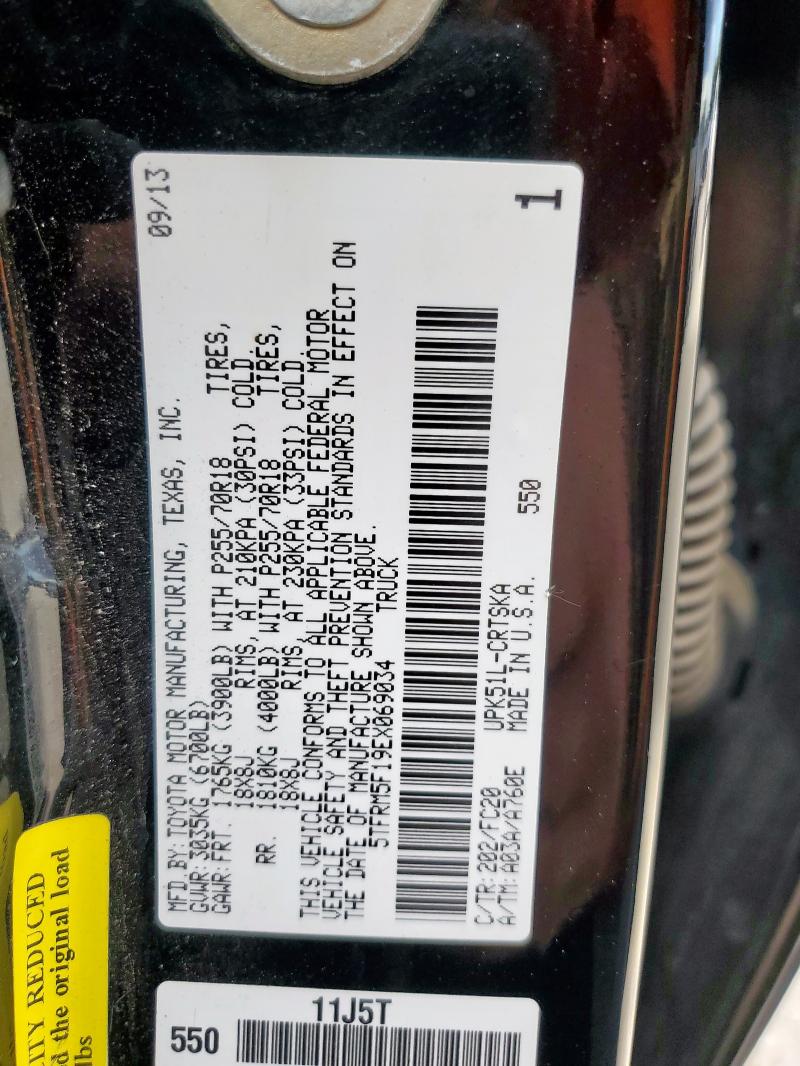 MFD BY:TOYOTA MOTOR MANUFACTURING, TEXAS, INC. 09/13
GVWR:3035KG (6700LB)
GAWR:FRT. 1765KG (3900LB) WITH P255/70R18 TIRES,
18X8J RIMS, AT 210KPA (30PSI) COLD.
RR. 1810KG (4000LB) WITH P255/70R18 TIRES,
18X8J RIMS, AT 230KPA (33PSI) COLD.
THIS VEHICLE CONFORMS TO ALL APPLICABLE FEDERAL MOTOR
VEHICLE SAFETY AND THEFT PREVENTION STANDARDS IN EFFECT ON
THE DATE OF MANUFACTURE SHOWN ABOVE.
5TFRM5F19EX069034 TRUCK
C/TR:202/FC20 UPK51L-CRTSKA 550
A/TM:A03A/A760E MADE IN U.S.A. 1
11J5T
550
REDUCED
the original load
lbs